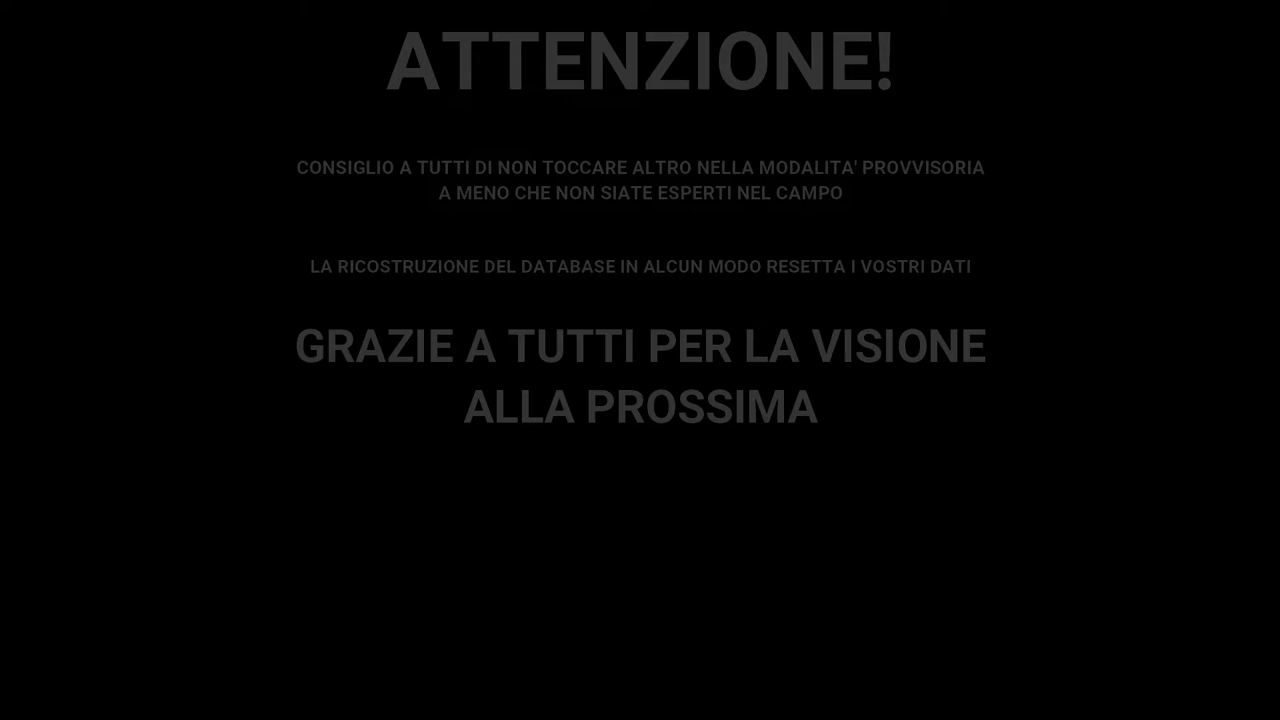 ATTENZIONE!
CONSIGLIO A TUTTI DI NON TOCCARE ALTRO NELLA MODALITA' PROVVISORIA
A MENO CHE NON SIATE ESPERTI NEL CAMPO
LA RICOSTRUZIONE DEL DATABASE IN ALCUN MODO RESETTA I VOSTRI DATI
GRAZIE A TUTTI PER LA VISIONE
ALLA PROSSIMA